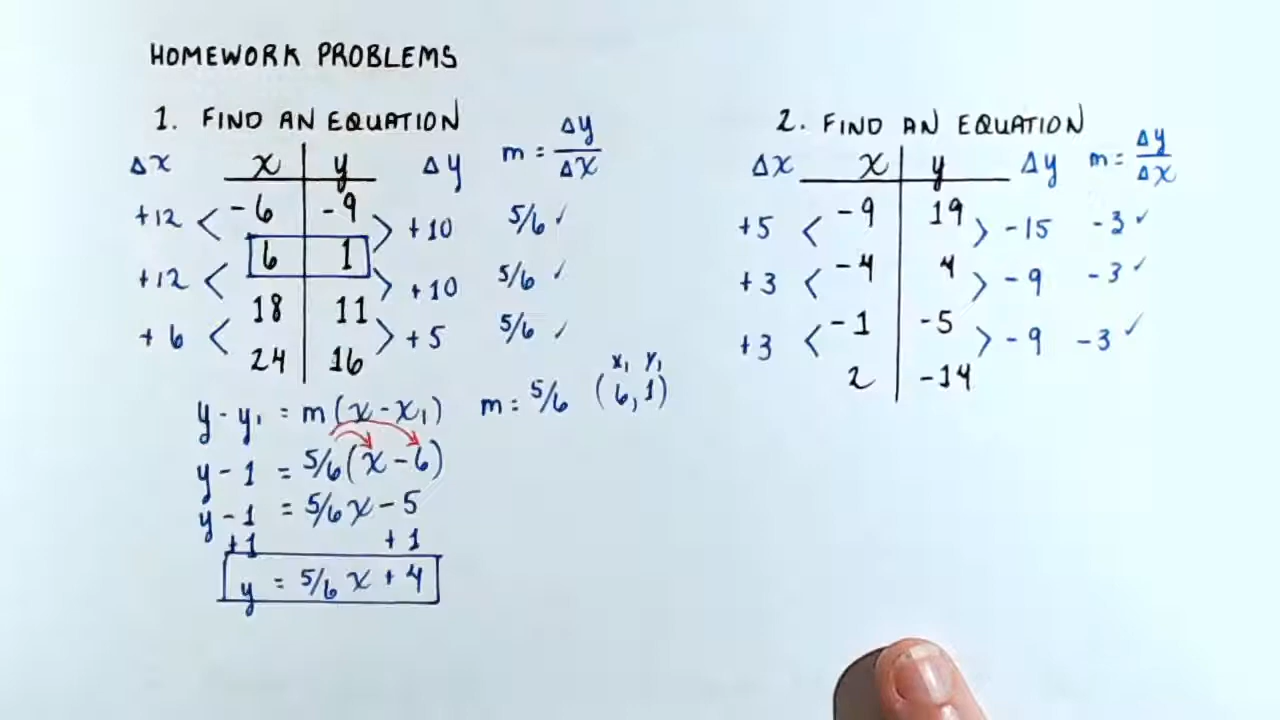 HOMEWORK PROBLEMS
1. FIND AN EQUATION
Δx x y Δy m = Δy/Δx
-6 -9
+12 < > +10 5/6 ✓
6 1
+12 < > +10 5/6 ✓
18 11
+6 < > +5 5/6 ✓
24 16
y - y₁ = m(x - x₁) m = 5/6 (6, 1)
x₁ y₁
y - 1 = 5/6(x - 6)
y - 1 = 5/6x - 5
+1 +1
y = 5/6x + 4
2. FIND AN EQUATION
Δx x y Δy m = Δy/Δx
-9 19
+5 < > -15 -3 ✓
-4 4
+3 < > -9 -3 ✓
-1 -5
+3 < > -9 -3 ✓
2 -14